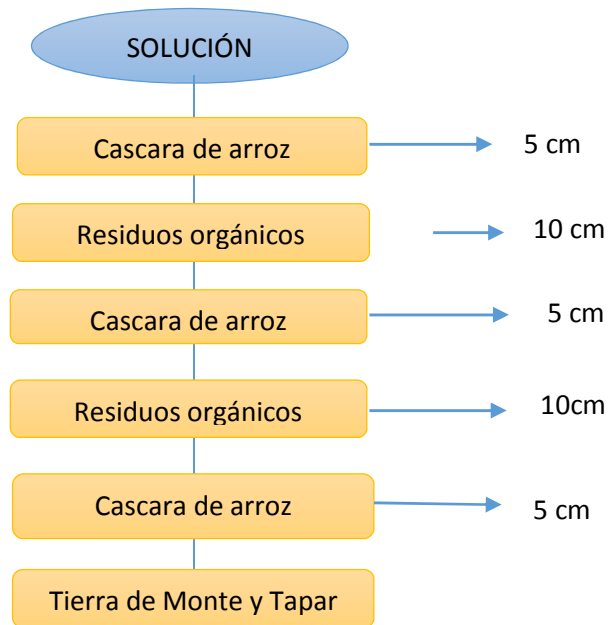 SOLUCIÓN
Cascara de arroz
5 cm
Residuos orgánicos
10 cm
Cascara de arroz
5 cm
Residuos orgánicos
10cm
Cascara de arroz
5 cm
Tierra de Monte y Tapar